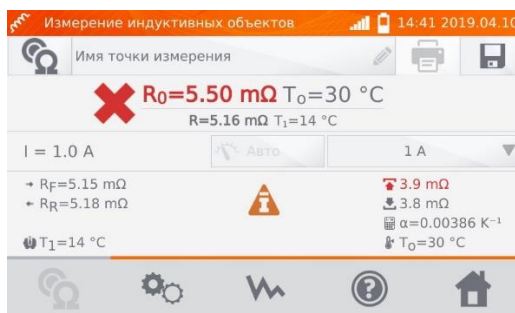 Измерение индуктивных объектов 14:41 2019.04.10
Имя точки измерения
R₀=5.50 mΩ Tₒ=30 °C
R=5.16 mΩ T₁=14 °C
I = 1.0 A Авто 1 A
→ R_F=5.15 mΩ 3.9 mΩ
← R_R=5.18 mΩ 3.8 mΩ
α=0.00386 K⁻¹
T₁=14 °C Tₒ=30 °C